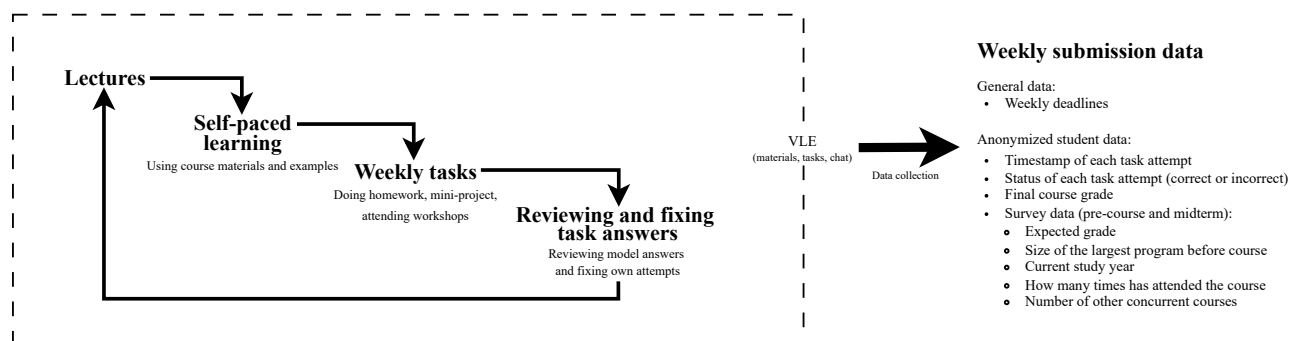 Lectures
Self-paced
learning
Using course materials and examples
Weekly tasks
Doing homework, mini-project,
attending workshops
Reviewing and fixing
task answers
Reviewing model answers
and fixing own attempts
VLE
(materials, tasks, chat)
Data collection
Weekly submission data
General data:
• Weekly deadlines
Anonymized student data:
• Timestamp of each task attempt
• Status of each task attempt (correct or incorrect)
• Final course grade
• Survey data (pre-course and midterm):
Expected grade
Size of the largest program before course
Current study year
How many times has attended the course
Number of other concurrent courses